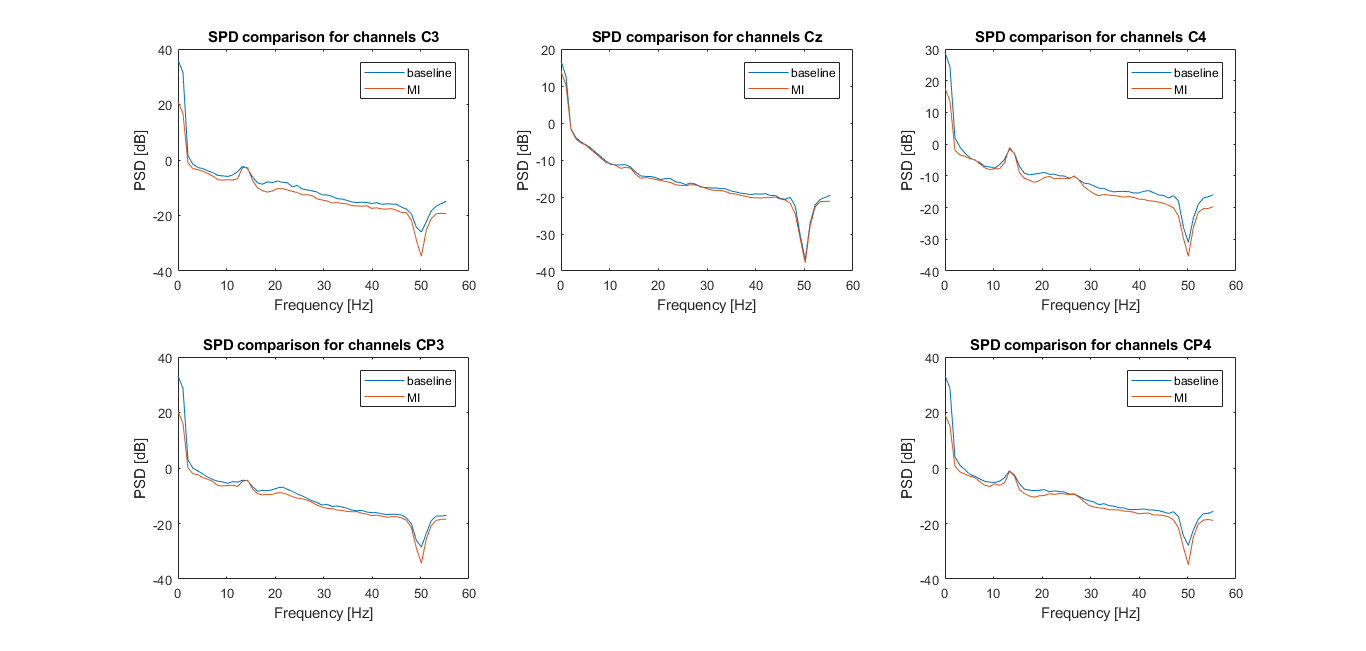 SPD comparison for channels C3
40
20
0
-20
-40
PSD [dB]
baseline
MI
0 10 20 30 40 50 60
Frequency [Hz]
SPD comparison for channels Cz
20
10
0
-10
-20
-30
-40
PSD [dB]
baseline
MI
0 10 20 30 40 50 60
Frequency [Hz]
SPD comparison for channels C4
30
20
10
0
-10
-20
-30
-40
PSD [dB]
baseline
MI
0 10 20 30 40 50 60
Frequency [Hz]
SPD comparison for channels CP3
40
20
0
-20
-40
PSD [dB]
baseline
MI
0 10 20 30 40 50 60
Frequency [Hz]
SPD comparison for channels CP4
40
20
0
-20
-40
PSD [dB]
baseline
MI
0 10 20 30 40 50 60
Frequency [Hz]